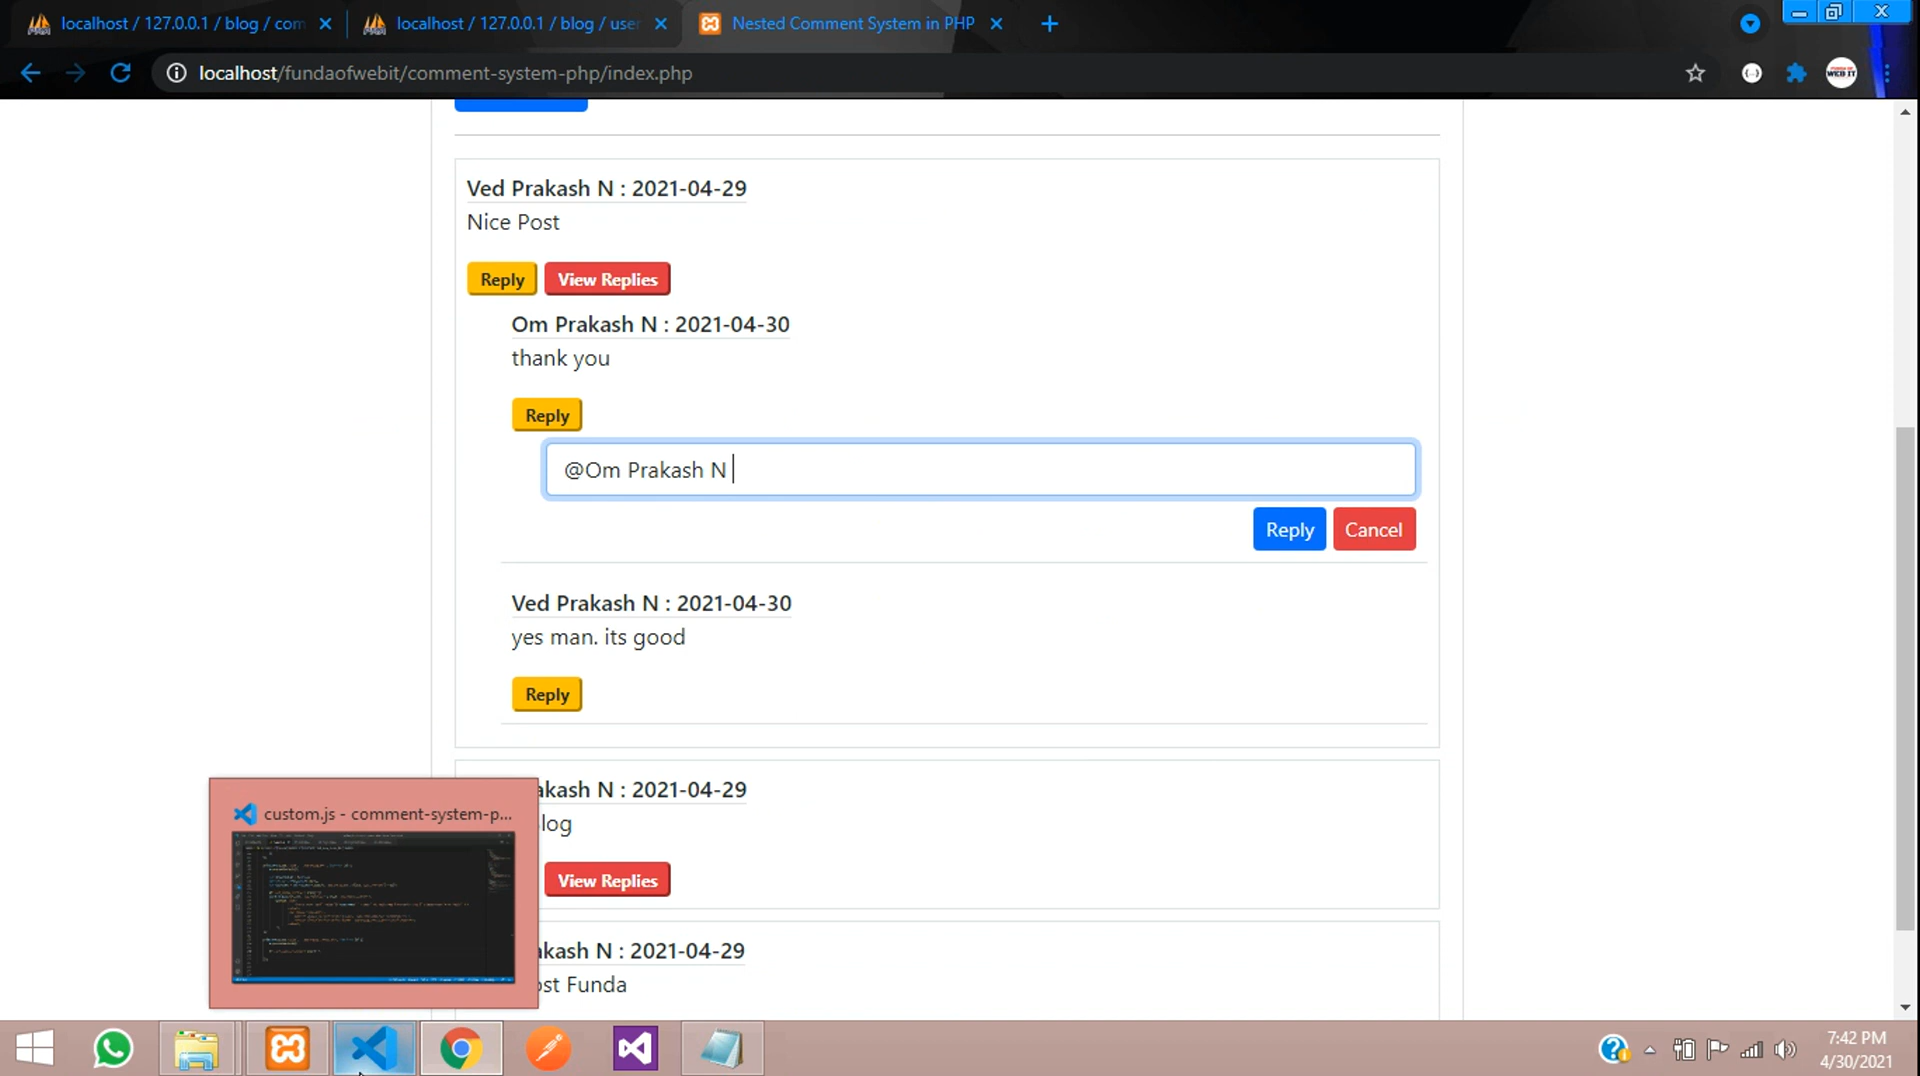 localhost / 127.0.0.1 / blog / com
localhost / 127.0.0.1 / blog / user
Nested Comment System in PHP
localhost/fundaofwebit/comment-system-php/index.php
Ved Prakash N : 2021-04-29
Nice Post
Reply
View Replies
Om Prakash N : 2021-04-30
thank you
Reply
@Om Prakash N
Reply
Cancel
Ved Prakash N : 2021-04-30
yes man. its good
Reply
akash N : 2021-04-29
log
View Replies
akash N : 2021-04-29
ost Funda
custom.js - comment-system-p...
7:42 PM
4/30/2021